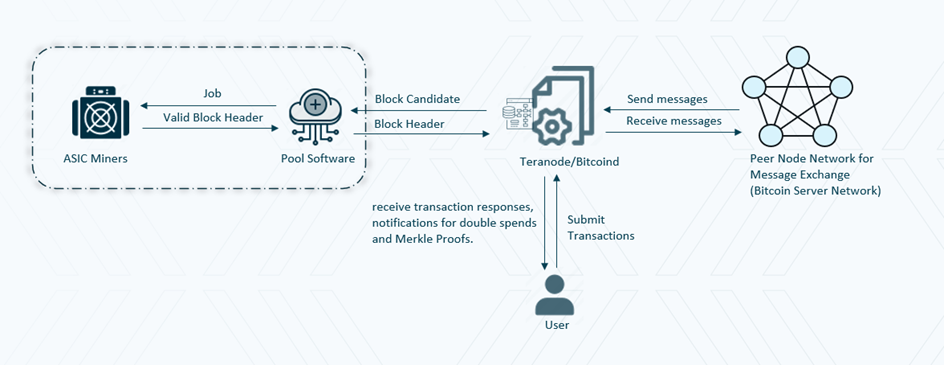 Job
Valid Block Header
ASIC Miners
Pool Software
Block Candidate
Block Header
Teranode/Bitcoind
Send messages
Receive messages
Peer Node Network for
Message Exchange
(Bitcoin Server Network)
receive transaction responses,
notifications for double spends
and Merkle Proofs.
Submit
Transactions
User